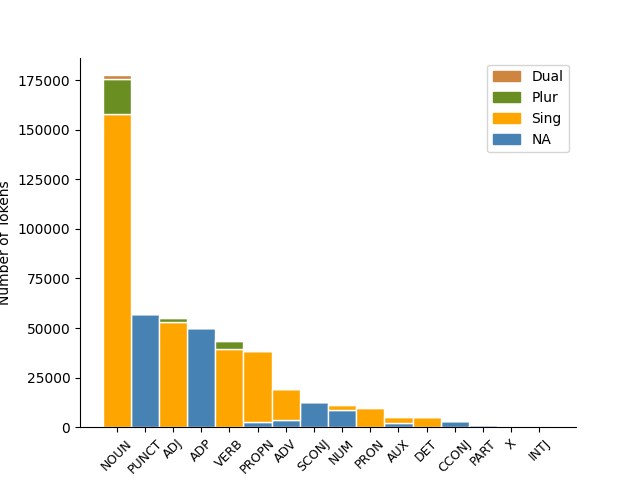 Number of Tokens
175000
150000
125000
100000
75000
50000
25000
0
Dual
Plur
Sing
NA
NOUN
PUNCT
ADJ
ADP
VERB
PROPN
ADV
SCONJ
NUM
PRON
AUX
DET
CCONJ
PART
X
INTJ